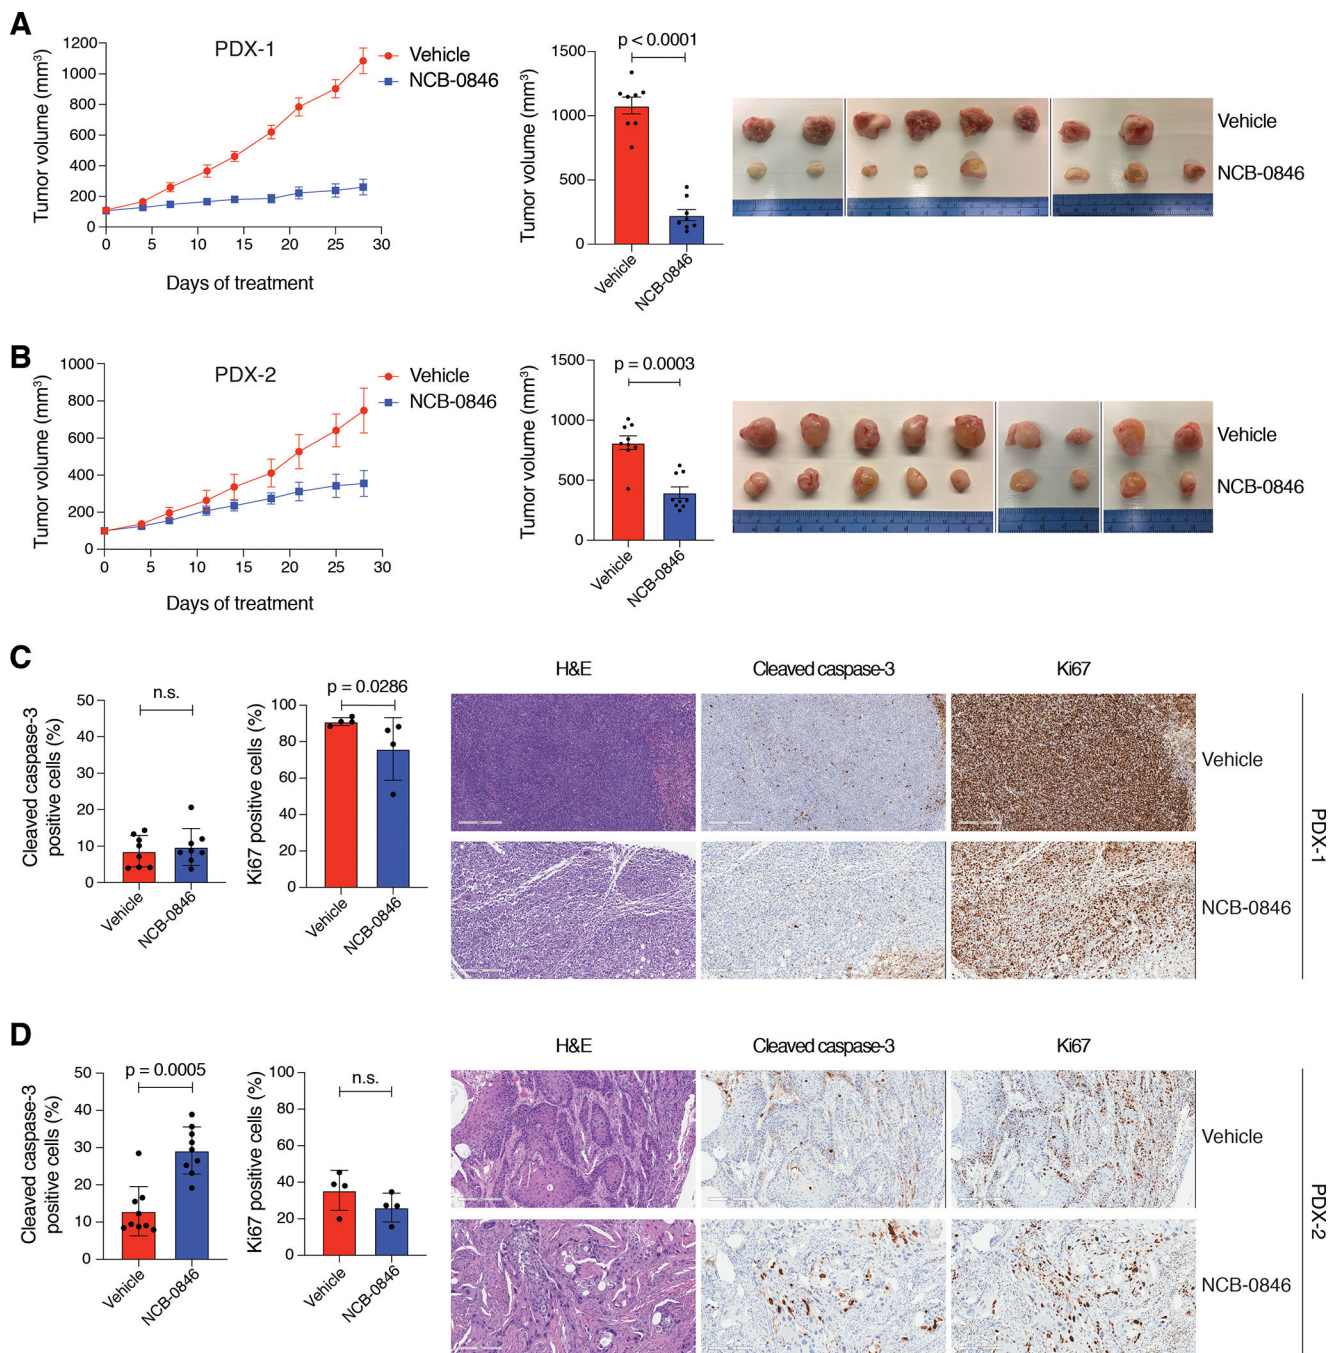 A
PDX-1
Vehicle
NCB-0846
Tumor volume (mm³)
1200
1000
800
600
400
200
0
0 5 10 15 20 25 30
Days of treatment
p < 0.0001
Tumor volume (mm³)
1500
1000
500
0
Vehicle
NCB-0846
Vehicle
NCB-0846
B
PDX-2
Vehicle
NCB-0846
Tumor volume (mm³)
1000
800
600
400
200
0
0 5 10 15 20 25 30
Days of treatment
p = 0.0003
Tumor volume (mm³)
1500
1000
500
0
Vehicle
NCB-0846
Vehicle
NCB-0846
C
Cleaved caspase-3
positive cells (%)
n.s.
50
40
30
20
10
0
Vehicle
NCB-0846
Ki67 positive cells (%)
p = 0.0286
100
80
60
40
20
0
Vehicle
NCB-0846
H&E
Cleaved caspase-3
Ki67
Vehicle
NCB-0846
PDX-1
D
Cleaved caspase-3
positive cells (%)
p = 0.0005
50
40
30
20
10
0
Vehicle
NCB-0846
Ki67 positive cells (%)
n.s.
100
80
60
40
20
0
Vehicle
NCB-0846
H&E
Cleaved caspase-3
Ki67
Vehicle
NCB-0846
PDX-2